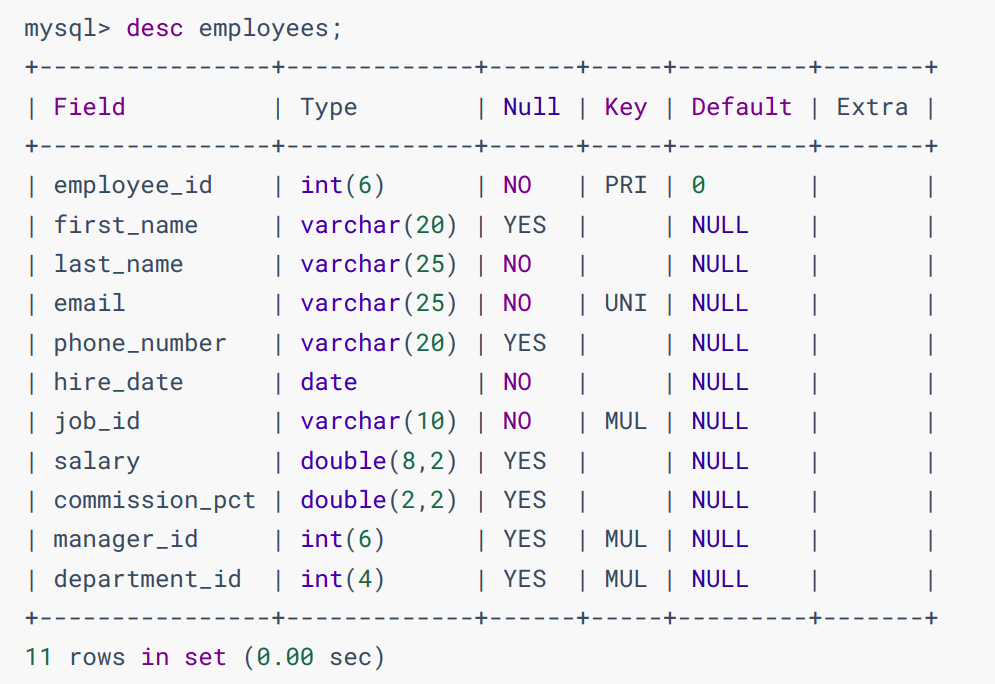 mysql> desc employees;
+----------------+-------------+------+-----+---------+-------+
| Field          | Type        | Null | Key | Default | Extra |
+----------------+-------------+------+-----+---------+-------+
| employee_id    | int(6)      | NO   | PRI | 0       |       |
| first_name     | varchar(20) | YES  |     | NULL    |       |
| last_name      | varchar(25) | NO   |     | NULL    |       |
| email          | varchar(25) | NO   | UNI | NULL    |       |
| phone_number   | varchar(20) | YES  |     | NULL    |       |
| hire_date      | date        | NO   |     | NULL    |       |
| job_id         | varchar(10) | NO   | MUL | NULL    |       |
| salary         | double(8,2) | YES  |     | NULL    |       |
| commission_pct | double(2,2) | YES  |     | NULL    |       |
| manager_id     | int(6)      | YES  | MUL | NULL    |       |
| department_id  | int(4)      | YES  | MUL | NULL    |       |
+----------------+-------------+------+-----+---------+-------+
11 rows in set (0.00 sec)